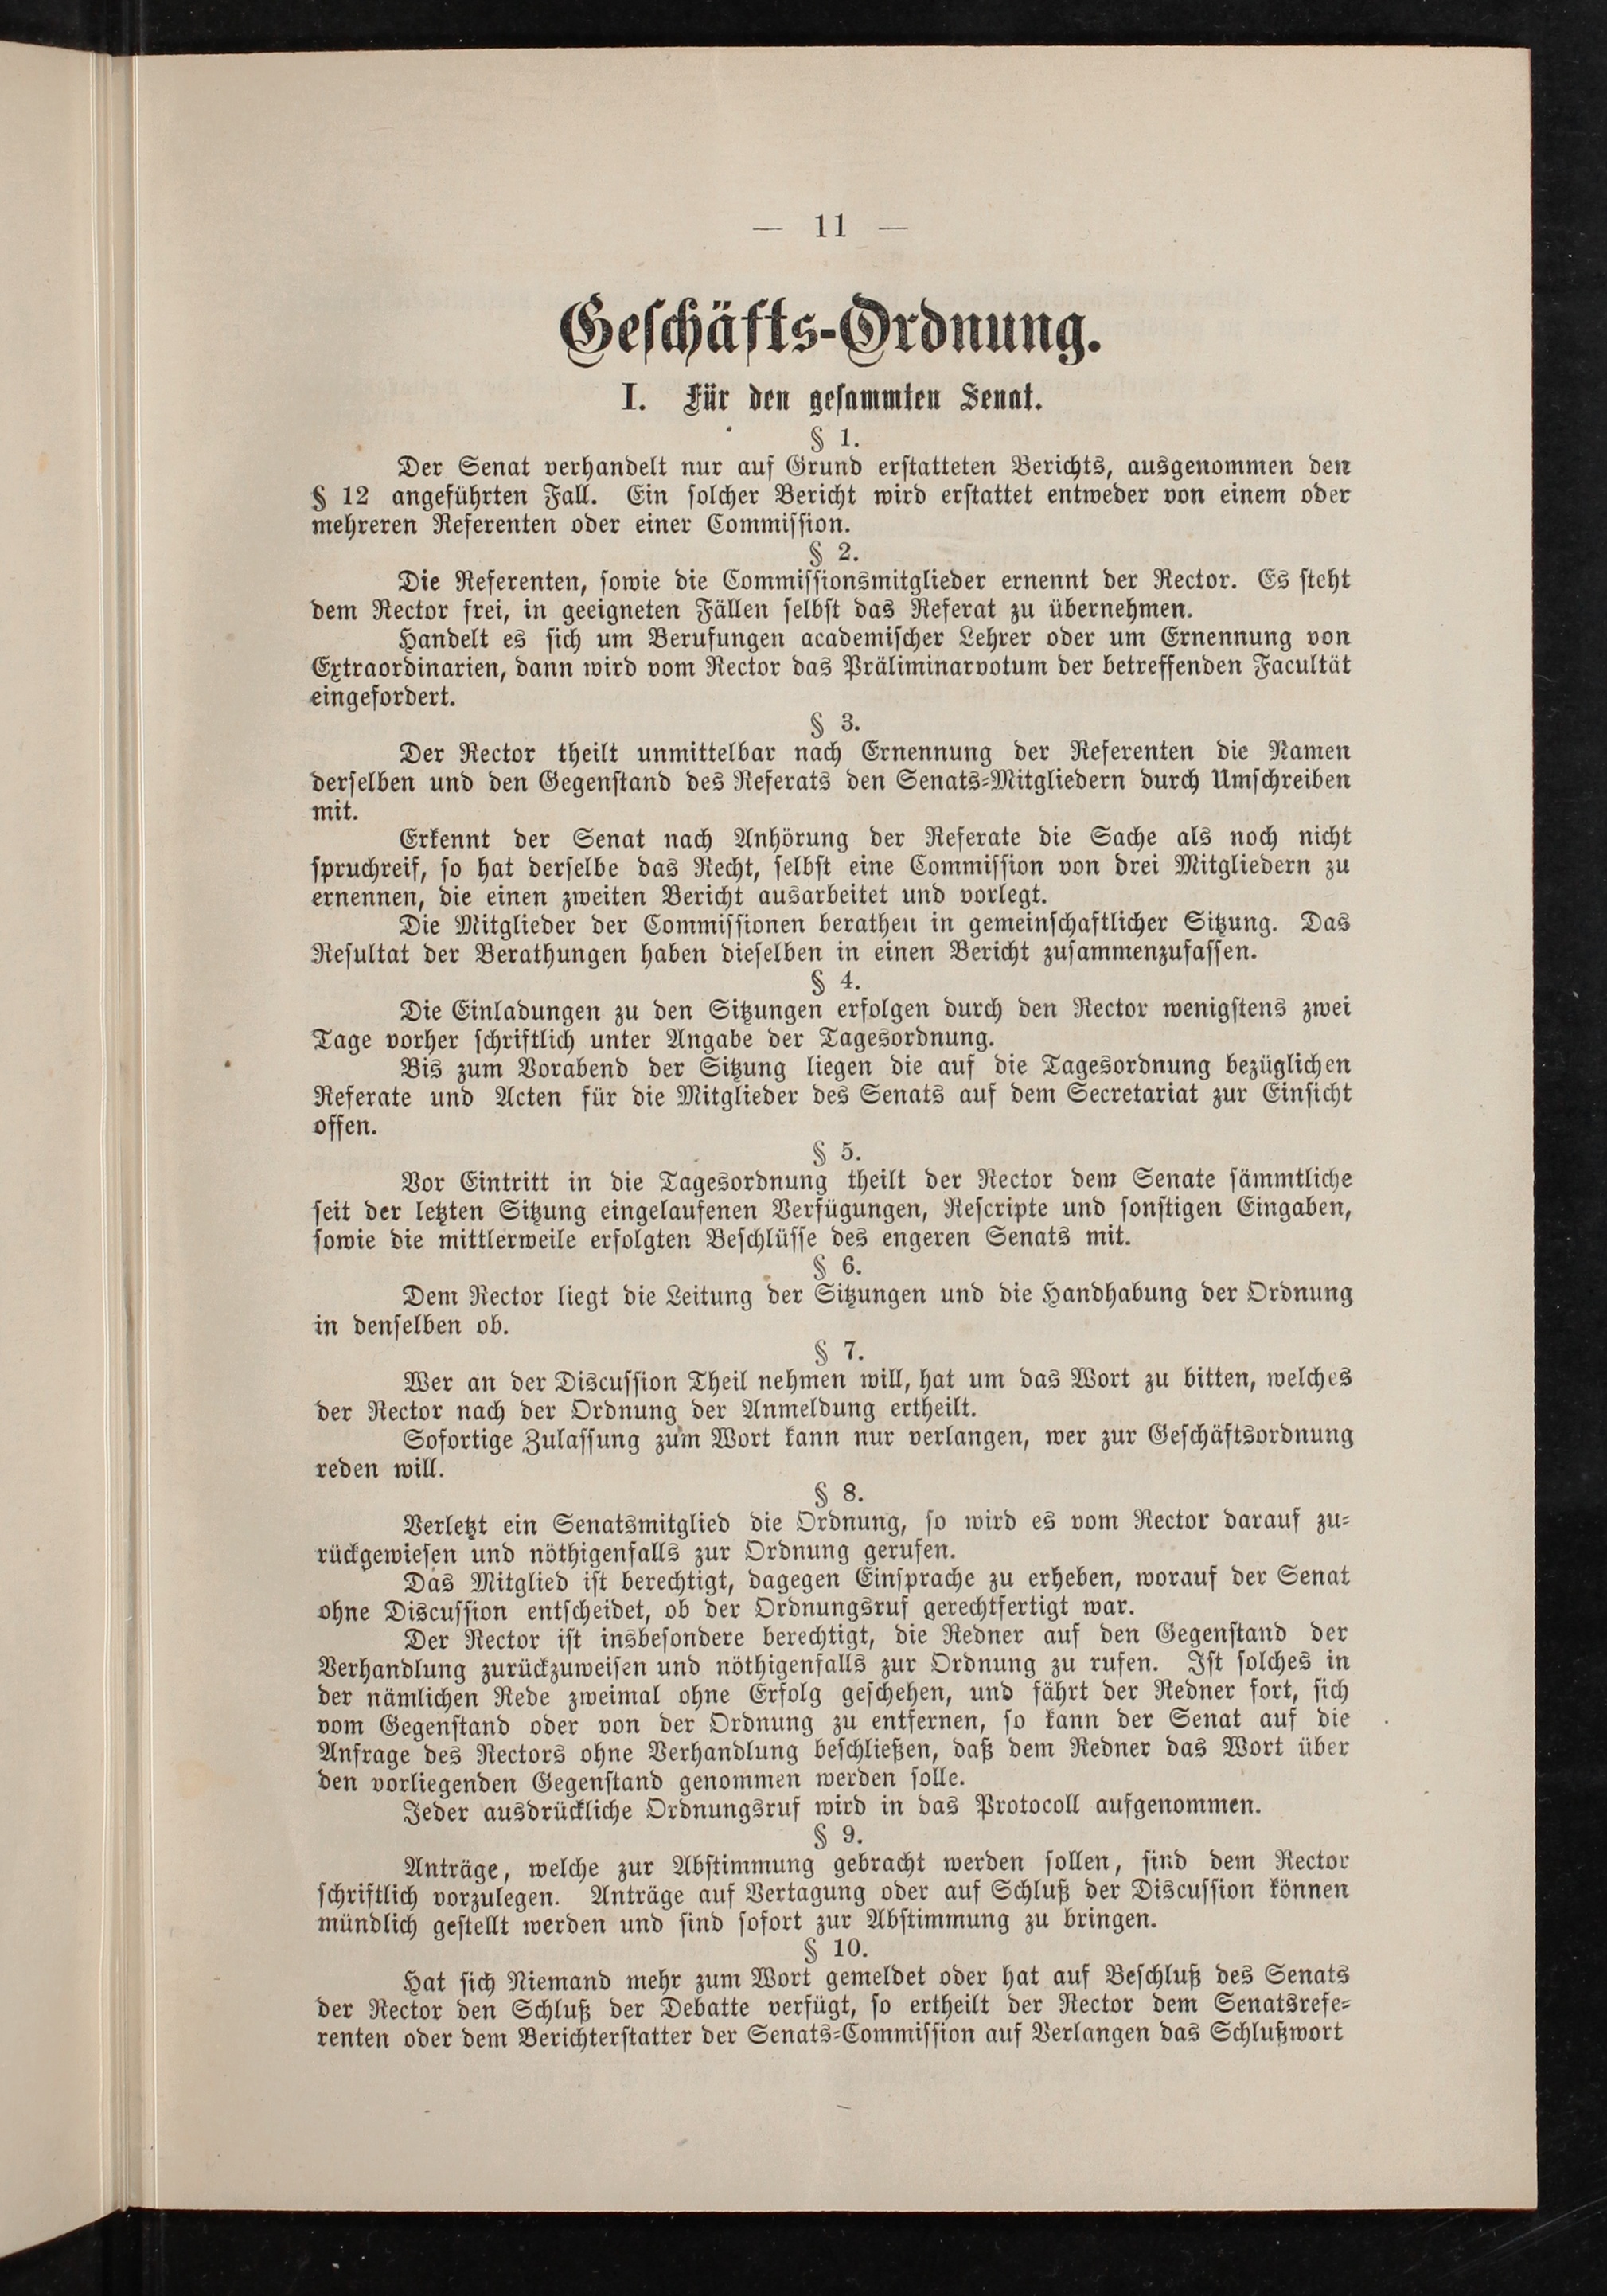 — 11 —
Geschäfts-Ordnung.
I. Für den gesammten Senat.
§ 1.
Der Senat verhandelt nur auf Grund erstatteten Berichts, ausgenommen den
§ 12 angeführten Fall. Ein solcher Bericht wird erstattet entweder von einem oder
mehreren Referenten oder einer Commission.
§ 2.
Die Referenten, sowie die Commissionsmitglieder ernennt der Rector. Es steht
dem Rector frei, in geeigneten Fällen selbst das Referat zu übernehmen.
Handelt es sich um Berufungen academischer Lehrer oder um Ernennung von
Extraordinarien, dann wird vom Rector das Präliminarvotum der betreffenden Facultät
eingefordert.
§ 3.
Der Rector theilt unmittelbar nach Ernennung der Referenten die Namen
derselben und den Gegenstand des Referats den Senats-Mitgliedern durch Umschreiben
mit.
Erkennt der Senat nach Anhörung der Referate die Sache als noch nicht
spruchreif, so hat derselbe das Recht, selbst eine Commission von drei Mitgliedern zu
ernennen, die einen zweiten Bericht ausarbeitet und vorlegt.
Die Mitglieder der Commissionen berathen in gemeinschaftlicher Sitzung. Das
Resultat der Berathungen haben dieselben in einen Bericht zusammenzufassen.
§ 4.
Die Einladungen zu den Sitzungen erfolgen durch den Rector wenigstens zwei
Tage vorher schriftlich unter Angabe der Tagesordnung.
Bis zum Vorabend der Sitzung liegen die auf die Tagesordnung bezüglichen
Referate und Acten für die Mitglieder des Senats auf dem Secretariat zur Einsicht
offen.
§ 5.
Vor Eintritt in die Tagesordnung theilt der Rector dem Senate sämmtliche
seit der letzten Sitzung eingelaufenen Verfügungen, Rescripte und sonstigen Eingaben,
sowie die mittlerweile erfolgten Beschlüsse des engeren Senats mit.
§ 6.
Dem Rector liegt die Leitung der Sitzungen und die Handhabung der Ordnung
in denselben ob.
§ 7.
Wer an der Discussion Theil nehmen will, hat um das Wort zu bitten, welches
der Rector nach der Ordnung der Anmeldung ertheilt.
Sofortige Zulassung zum Wort kann nur verlangen, wer zur Geschäftsordnung
reden will.
§ 8.
Verletzt ein Senatsmitglied die Ordnung, so wird es vom Rector darauf zu-
rückgewiesen und nöthigenfalls zur Ordnung gerufen.
Das Mitglied ist berechtigt, dagegen Einsprache zu erheben, worauf der Senat
ohne Discussion entscheidet, ob der Ordnungsruf gerechtfertigt war.
Der Rector ist insbesondere berechtigt, die Redner auf den Gegenstand der
Verhandlung zurückzuweisen und nöthigenfalls zur Ordnung zu rufen. Ist solches in
der nämlichen Rede zweimal ohne Erfolg geschehen, und fährt der Redner fort, sich
vom Gegenstand oder von der Ordnung zu entfernen, so kann der Senat auf die
Anfrage des Rectors ohne Verhandlung beschließen, daß dem Redner das Wort über
den vorliegenden Gegenstand genommen werden solle.
Jeder ausdrückliche Ordnungsruf wird in das Protocoll aufgenommen.
§ 9.
Anträge, welche zur Abstimmung gebracht werden sollen, sind dem Rector
schriftlich vorzulegen. Anträge auf Vertagung oder auf Schluß der Discussion können
mündlich gestellt werden und sind sofort zur Abstimmung zu bringen.
§ 10.
Hat sich Niemand mehr zum Wort gemeldet oder hat auf Beschluß des Senats
der Rector den Schluß der Debatte verfügt, so ertheilt der Rector dem Senatsrefe-
renten oder dem Berichterstatter der Senats-Commission auf Verlangen das Schlußwort